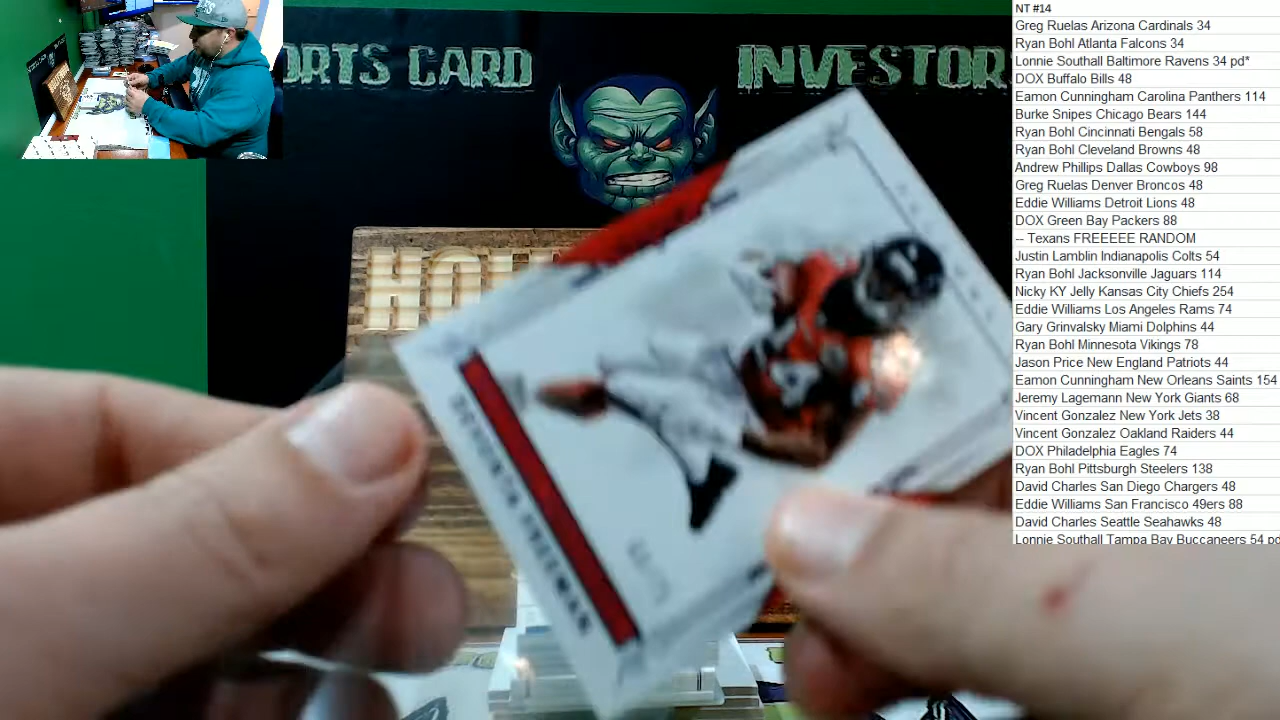 ORTS CARD
INVESTOR
NT #14
Greg Ruelas Arizona Cardinals 34
Ryan Bohl Atlanta Falcons 34
Lonnie Southall Baltimore Ravens 34 pd*
DOX Buffalo Bills 48
Eamon Cunningham Carolina Panthers 114
Burke Snipes Chicago Bears 144
Ryan Bohl Cincinnati Bengals 58
Ryan Bohl Cleveland Browns 48
Andrew Phillips Dallas Cowboys 98
Greg Ruelas Denver Broncos 48
Eddie Williams Detroit Lions 48
DOX Green Bay Packers 88
-- Texans FREEEEE RANDOM
Justin Lamblin Indianapolis Colts 54
Ryan Bohl Jacksonville Jaguars 114
Nicky KY Jelly Kansas City Chiefs 254
Eddie Williams Los Angeles Rams 74
Gary Grinvalsky Miami Dolphins 44
Ryan Bohl Minnesota Vikings 78
Jason Price New England Patriots 44
Eamon Cunningham New Orleans Saints 154
Jeremy Lagemann New York Giants 68
Vincent Gonzalez New York Jets 38
Vincent Gonzalez Oakland Raiders 44
DOX Philadelphia Eagles 74
Ryan Bohl Pittsburgh Steelers 138
David Charles San Diego Chargers 48
Eddie Williams San Francisco 49ers 88
David Charles Seattle Seahawks 48
Lonnie Southall Tampa Bay Buccaneers 54 pd
DEVONTA FREEMAN